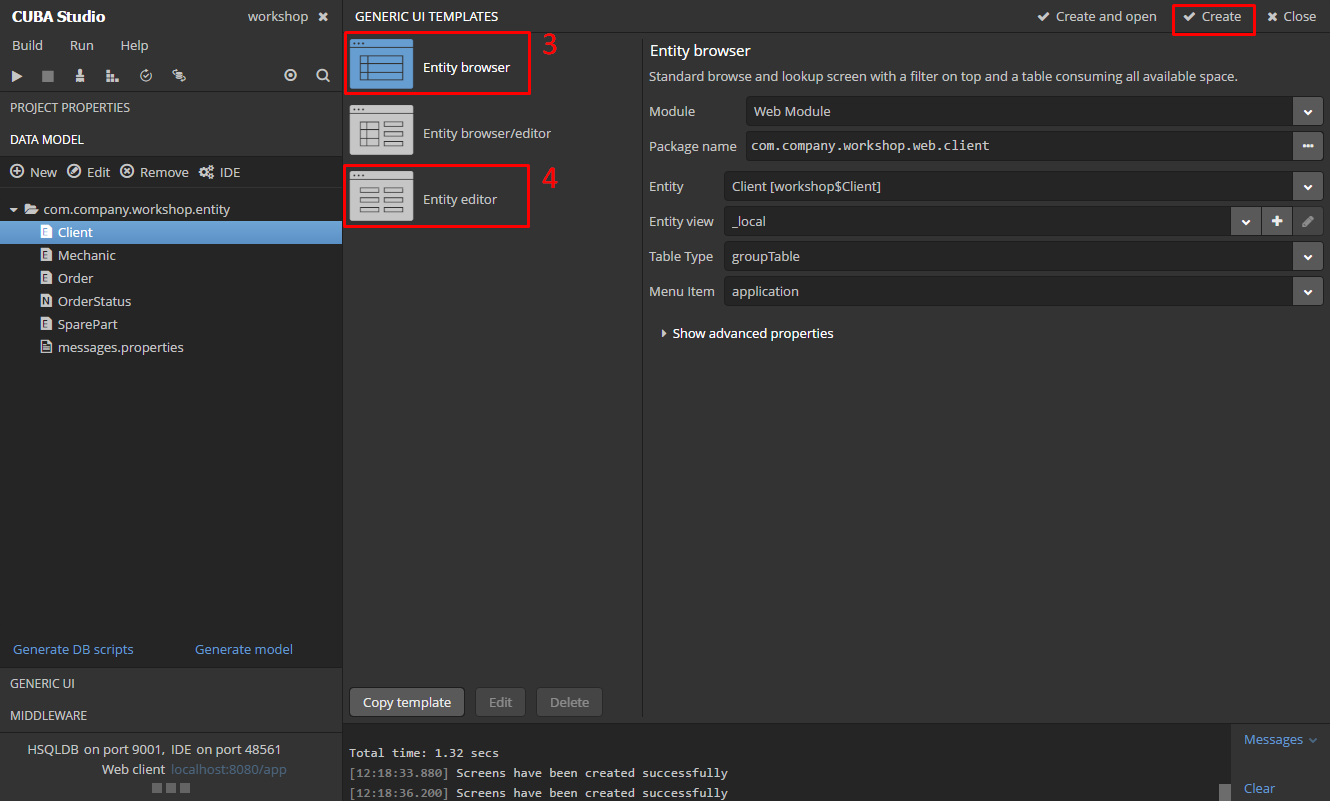 CUBA Studio
workshop
Build Run Help
PROJECT PROPERTIES
DATA MODEL
New Edit Remove IDE
com.company.workshop.entity
E Client
E Mechanic
E Order
N OrderStatus
E SparePart
messages.properties
Generate DB scripts Generate model
GENERIC UI
MIDDLEWARE
HSQLDB on port 9001, IDE on port 48561
Web client localhost:8080/app
GENERIC UI TEMPLATES
Create and open Create Close
Entity browser 3
Entity browser/editor
Entity editor 4
Copy template Edit Delete
Entity browser
Standard browse and lookup screen with a filter on top and a table consuming all available space.
Module Web Module
Package name com.company.workshop.web.client
Entity Client [workshop$Client]
Entity view _local
Table Type groupTable
Menu Item application
Show advanced properties
Total time: 1.32 secs
[12:18:33.880] Screens have been created successfully
[12:18:36.200] Screens have been created successfully
Messages
Clear